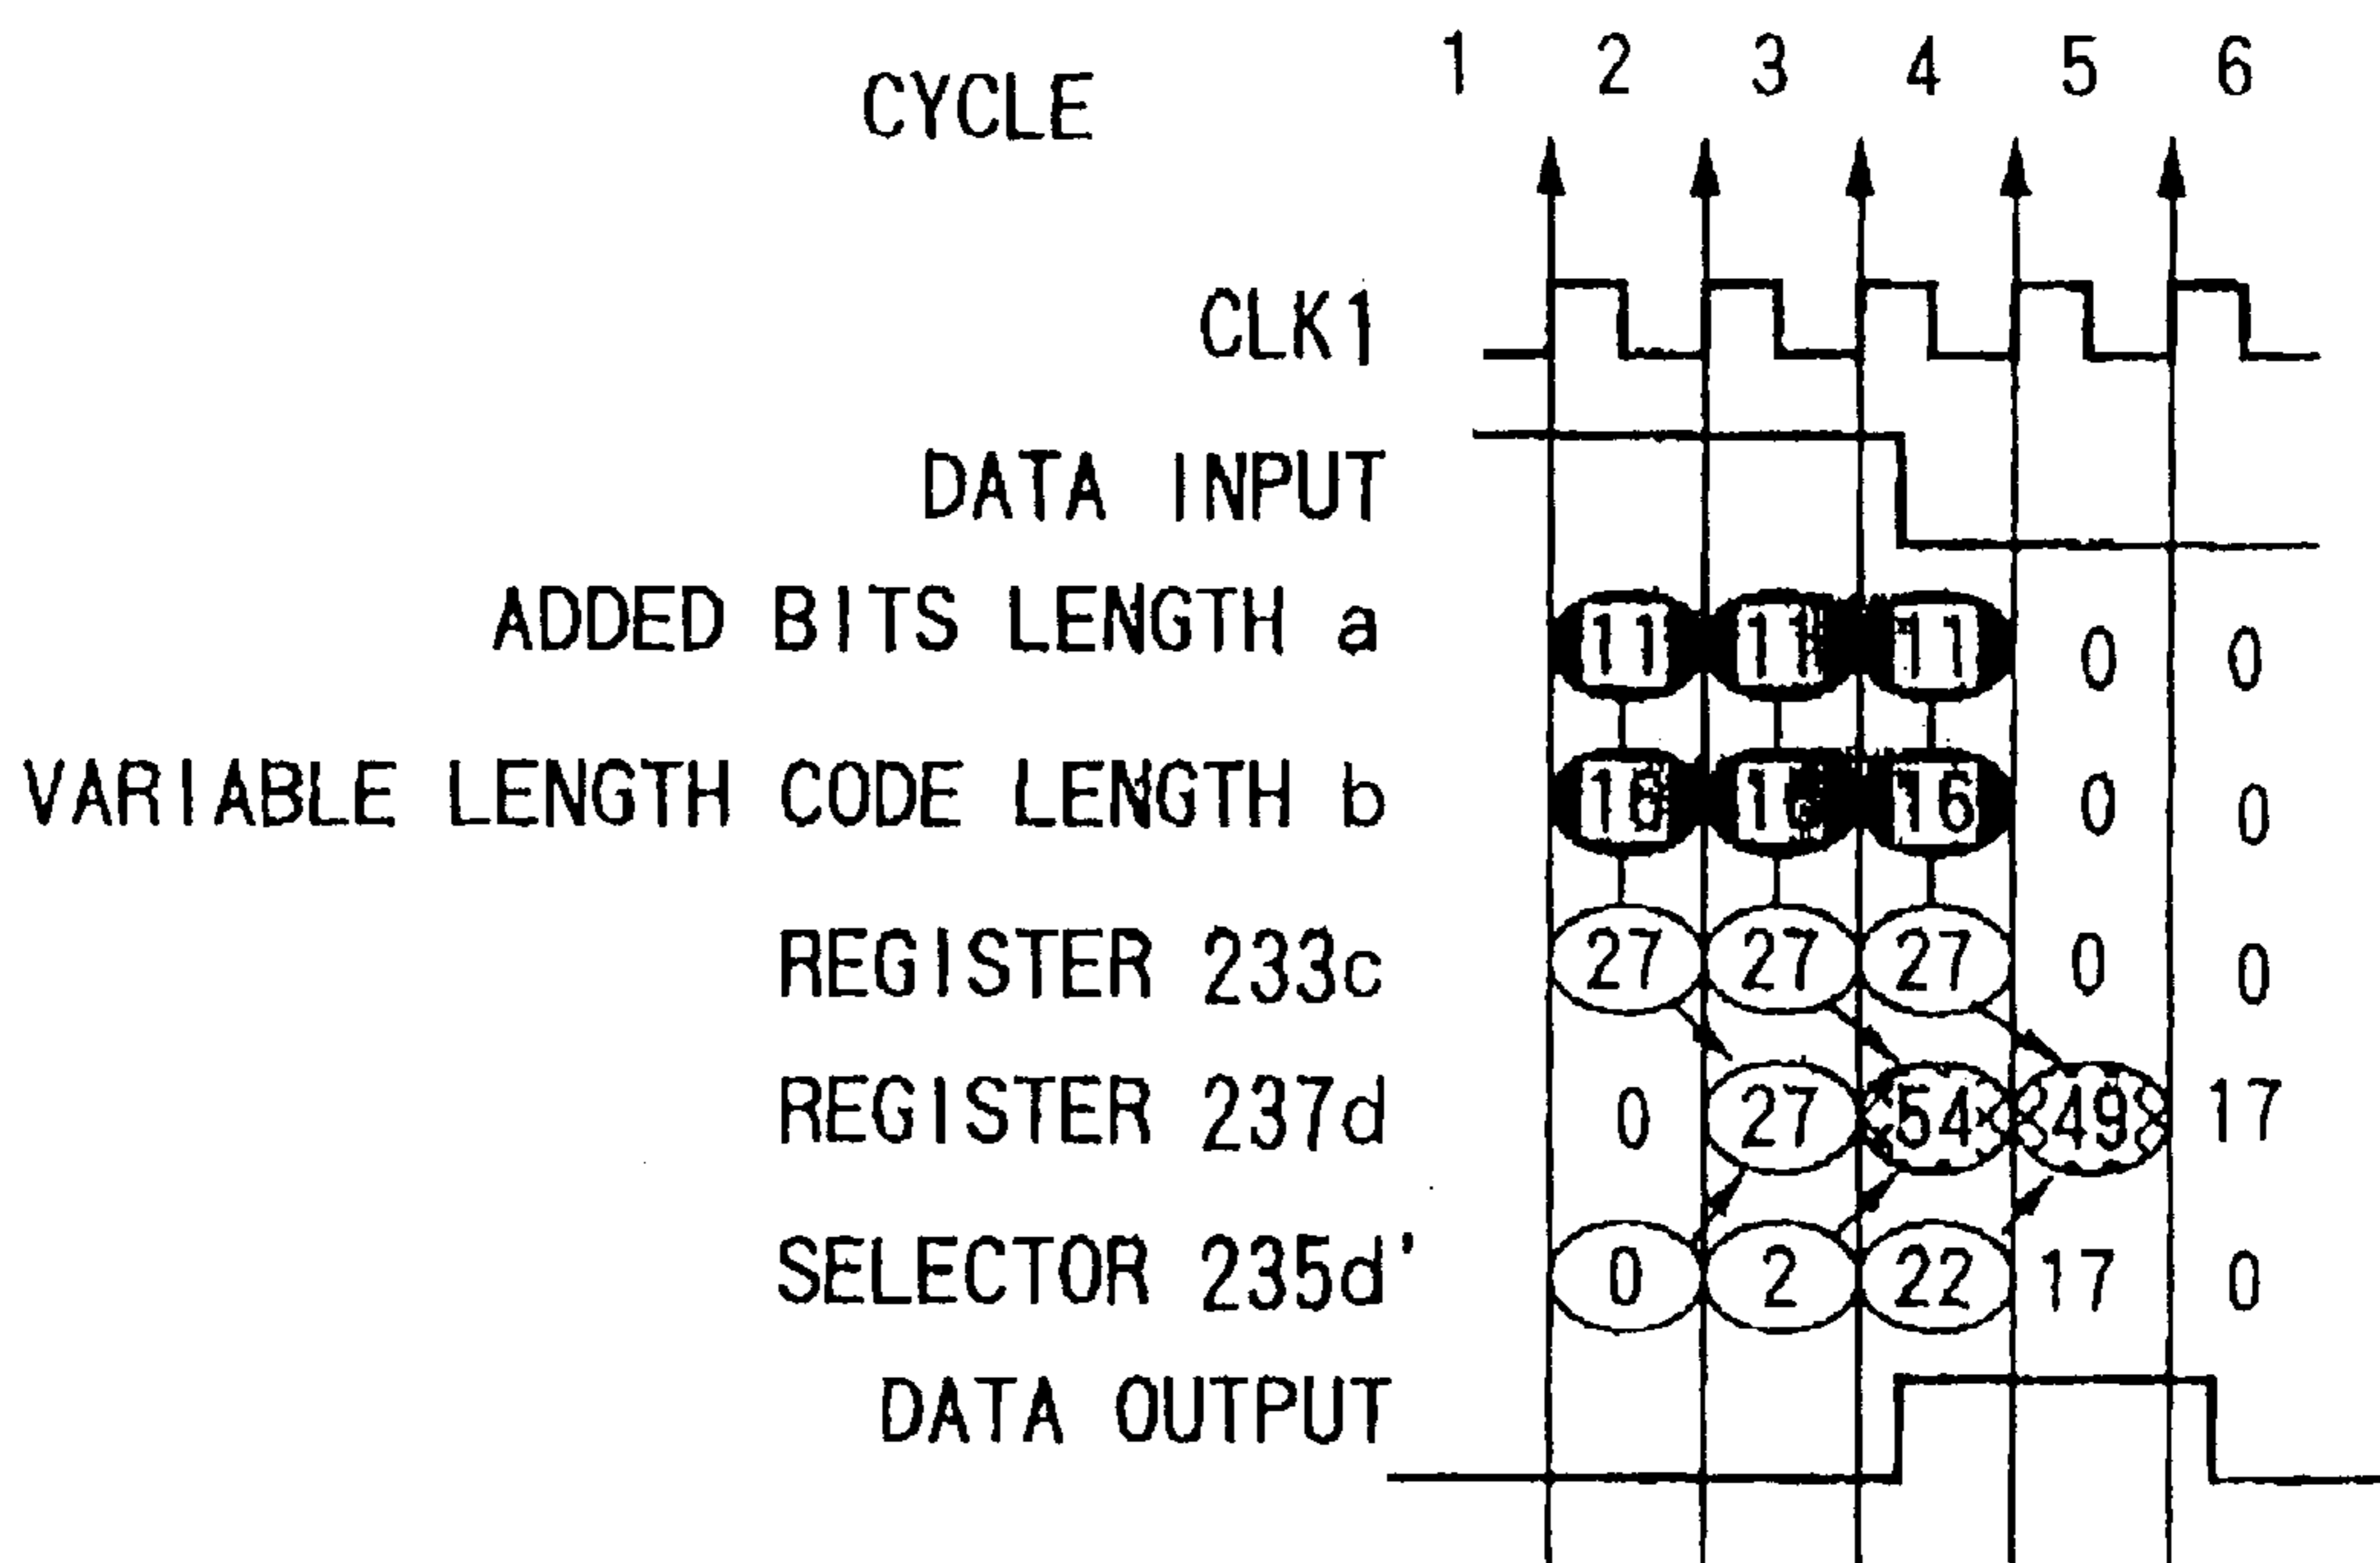 CYCLE 1 2 3 4 5 6
CLK1
DATA INPUT
ADDED BITS LENGTH a 11 11 11 0 0
VARIABLE LENGTH CODE LENGTH b 16 16 16 0 0
REGISTER 233c 27 27 27 0 0
REGISTER 237d 0 27 54 49 17
SELECTOR 235d' 0 2 22 17 0
DATA OUTPUT